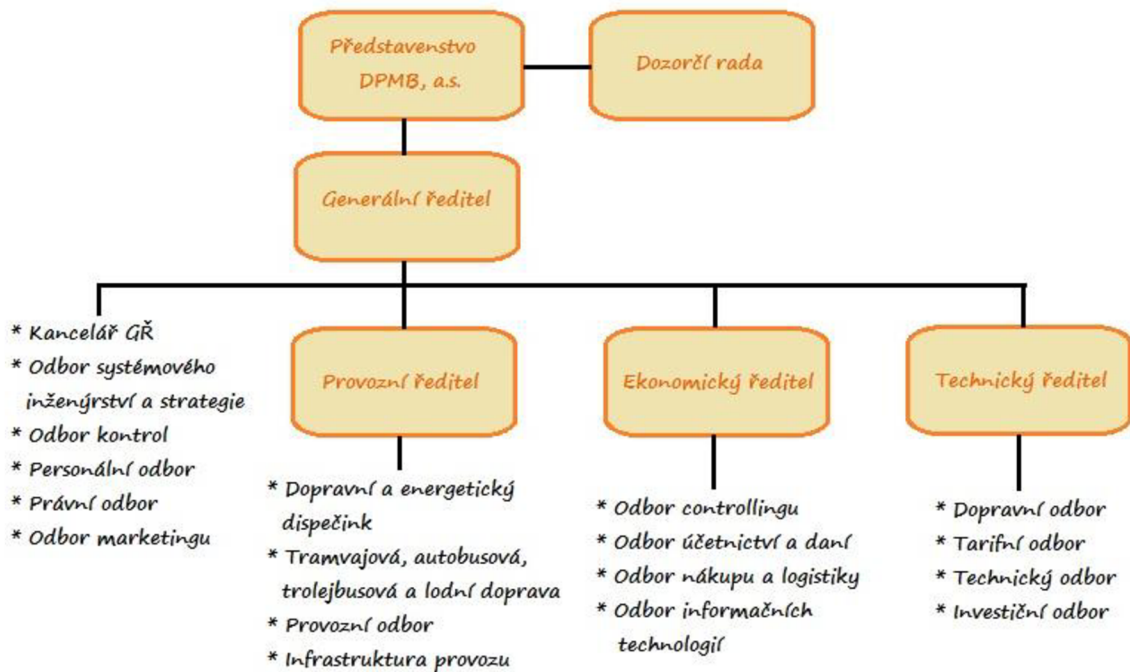 Představenstvo
DPMB, a.s.
Dozorčí rada
Generální ředitel
* Kancelář GŘ
* Odbor systémového
inženýrství a strategie
* Odbor kontrol
* Personální odbor
* Právní odbor
* Odbor marketingu
Provozní ředitel
* Dopravní a energetický
dispečink
* Tramvajová, autobusová,
trolejbusová a lodní doprava
* Provozní odbor
* Infrastruktura provozu
Ekonomický ředitel
* Odbor controllingu
* Odbor účetnictví a daní
* Odbor nákupu a logistiky
* Odbor informačních
technologií
Technický ředitel
* Dopravní odbor
* Tarifní odbor
* Technický odbor
* Investiční odbor